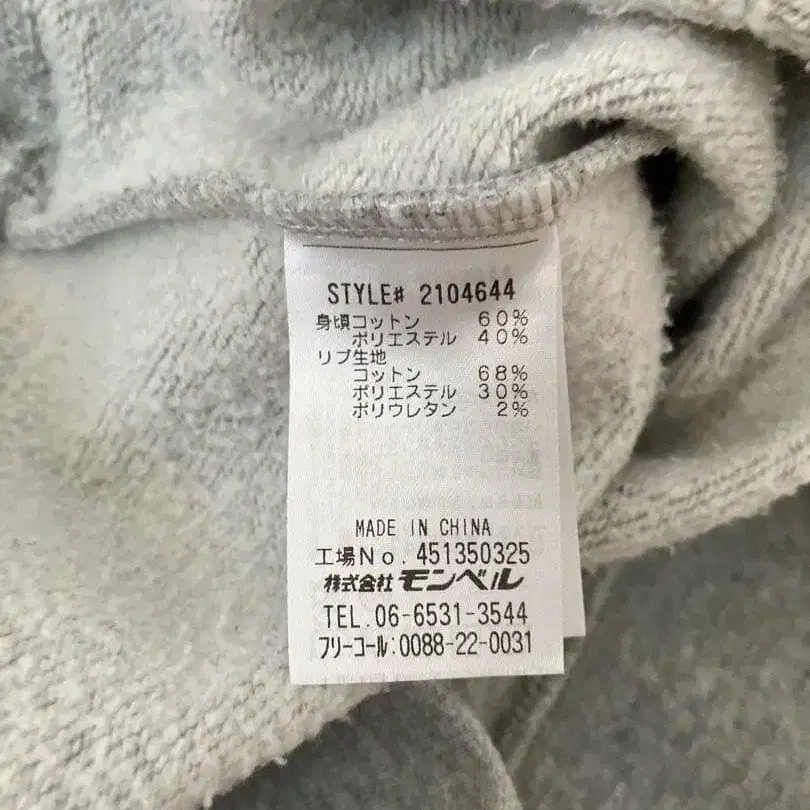 STYLE# 2104644
身頃コットン 60%
ポリエステル 40%
リブ生地
コットン 68%
ポリエステル 30%
ポリウレタン 2%
MADE IN CHINA
工場No. 451350325
株式会社 モンベル
TEL.06-6531-3544
フリーコール:0088-22-0031